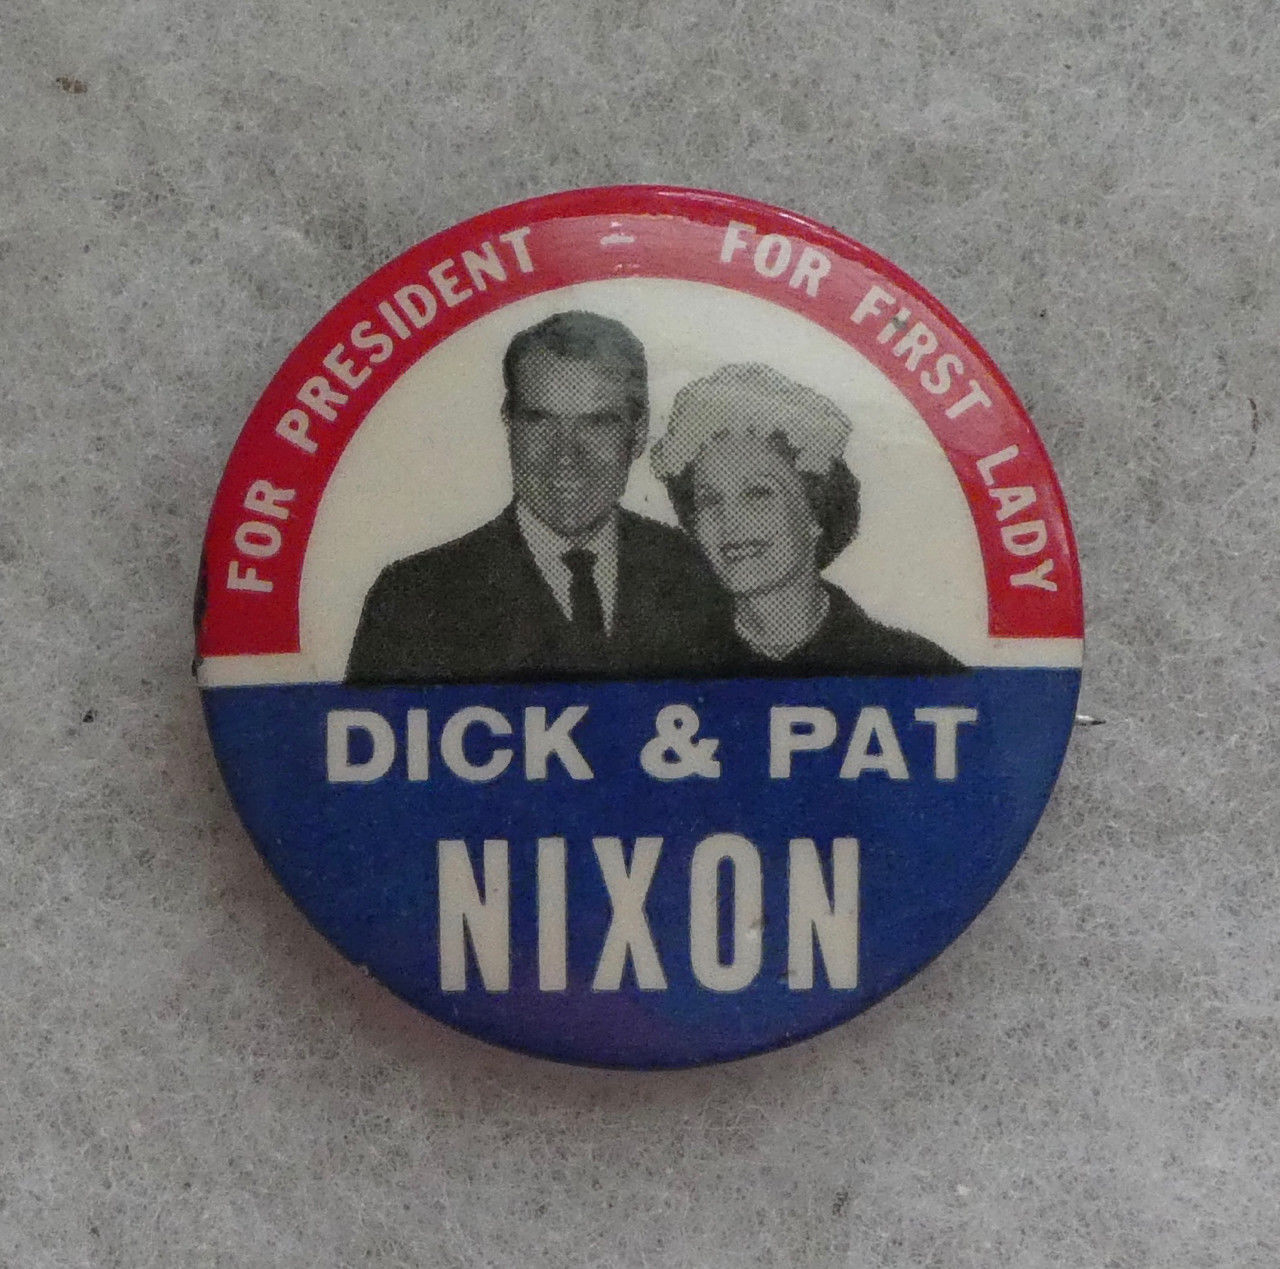 FOR PRESIDENT - FOR FIRST LADY
DICK & PAT
NIXON